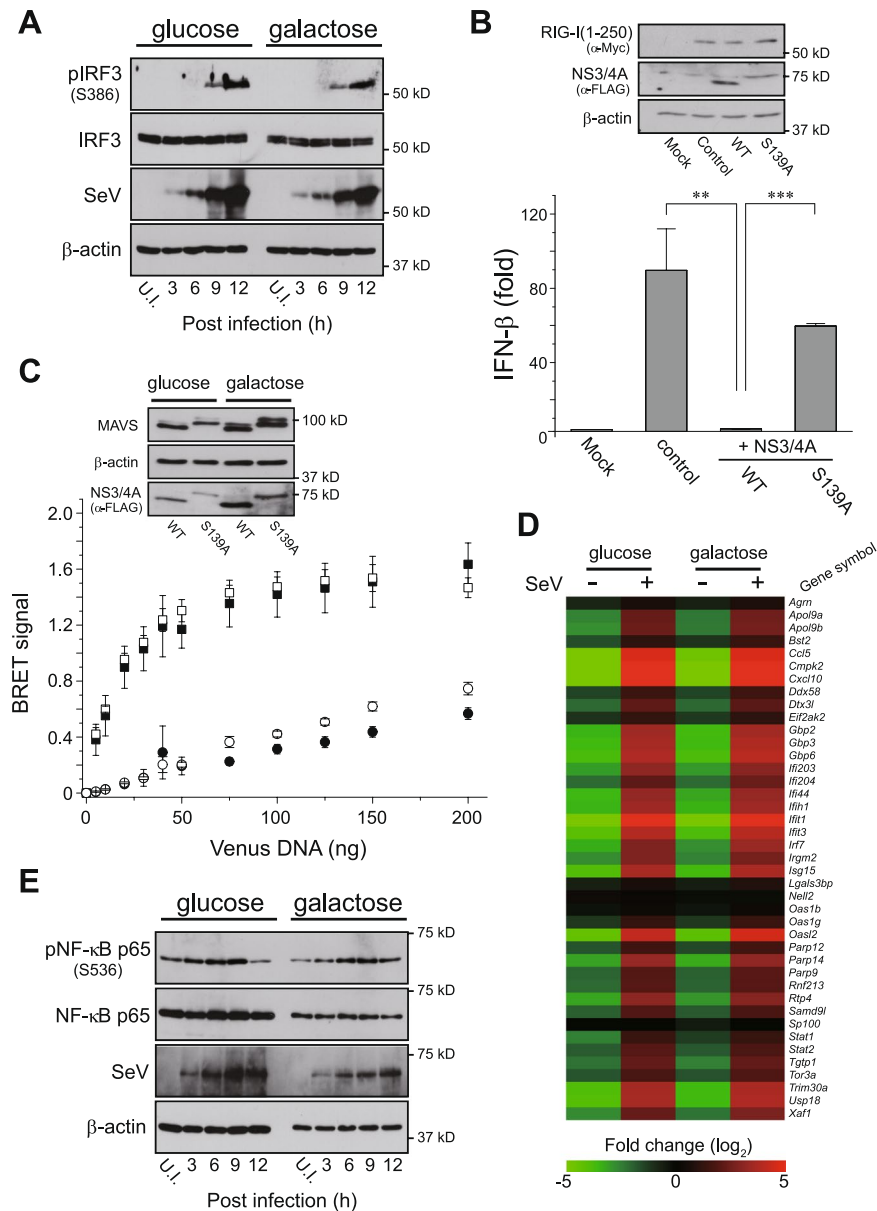 A
glucose galactose
pIRF3
(S386)
50 kD
IRF3
50 kD
SeV
50 kD
β-actin
37 kD
U.I. 3 6 9 12 U.I. 3 6 9 12
Post infection (h)
B
RIG-I(1-250)
(α-Myc)
50 kD
NS3/4A
(α-FLAG)
75 kD
β-actin
37 kD
Mock Control WT S139A
** ***
IFN-β (fold)
120
80
60
40
0
Mock control WT S139A
+ NS3/4A
C
glucose galactose
MAVS
100 kD
β-actin
37 kD
NS3/4A
(α-FLAG)
75 kD
WT S139A WT S139A
BRET signal
2.0
1.6
1.2
0.8
0.4
0
0 50 100 150 200
Venus DNA (ng)
D
glucose galactose
SeV - + - + Gene symbol
Agrn
Apol9a
Apol9b
Bst2
Ccl5
Cmpk2
Cxcl10
Ddx58
Dtx3l
Eif2ak2
Gbp2
Gbp3
Gbp6
Ifi203
Ifi204
Ifi44
Ifih1
Ifit1
Ifit3
Irf7
Irgm2
Isg15
Lgals3bp
Nell2
Oas1b
Oas1g
Oasl2
Parp12
Parp14
Parp9
Rnf213
Rtp4
Samd9l
Sp100
Stat1
Stat2
Tgtp1
Tor3a
Trim30a
Usp18
Xaf1
Fold change (log2)
-5 0 5
E
glucose galactose
75 kD
pNF-κB p65
(S536)
75 kD
NF-κB p65
75 kD
SeV
β-actin
37 kD
U.I. 3 6 9 12 U.I. 3 6 9 12
Post infection (h)